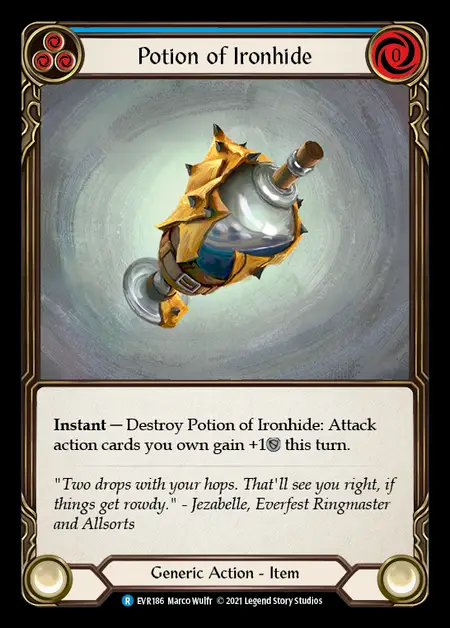 Potion of Ironhide
0
Instant — Destroy Potion of Ironhide: Attack
action cards you own gain +1 this turn.
"Two drops with your hops. That'll see you right, if
things get rowdy." - Jezabelle, Everfest Ringmaster
and Allsorts
Generic Action - Item
R EVR186 Marco Wulfr © 2021 Legend Story Studios